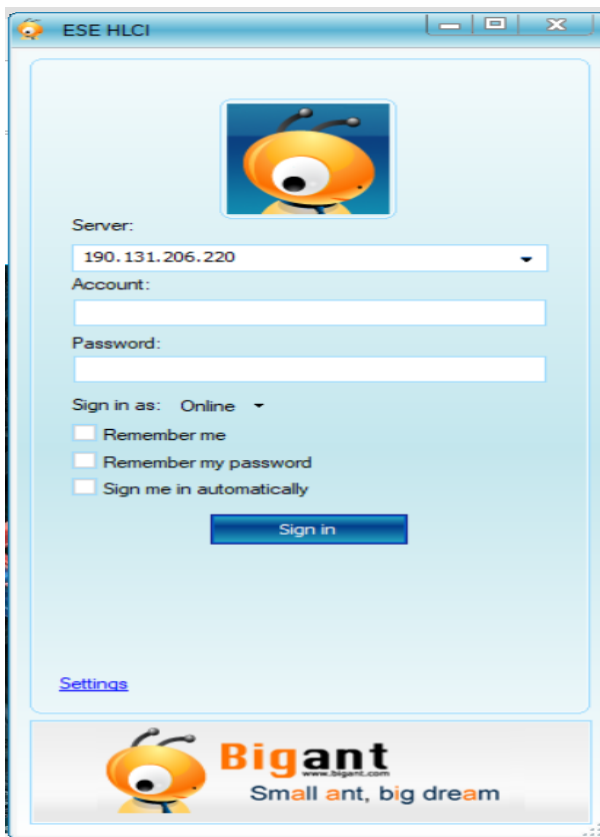 ESE HLCI
Server:
190.131.206.220
Account:
Password:
Sign in as: Online
Remember me
Remember my password
Sign me in automatically
Sign in
Settings
Bigant
www.bigant.com
Small ant, big dream